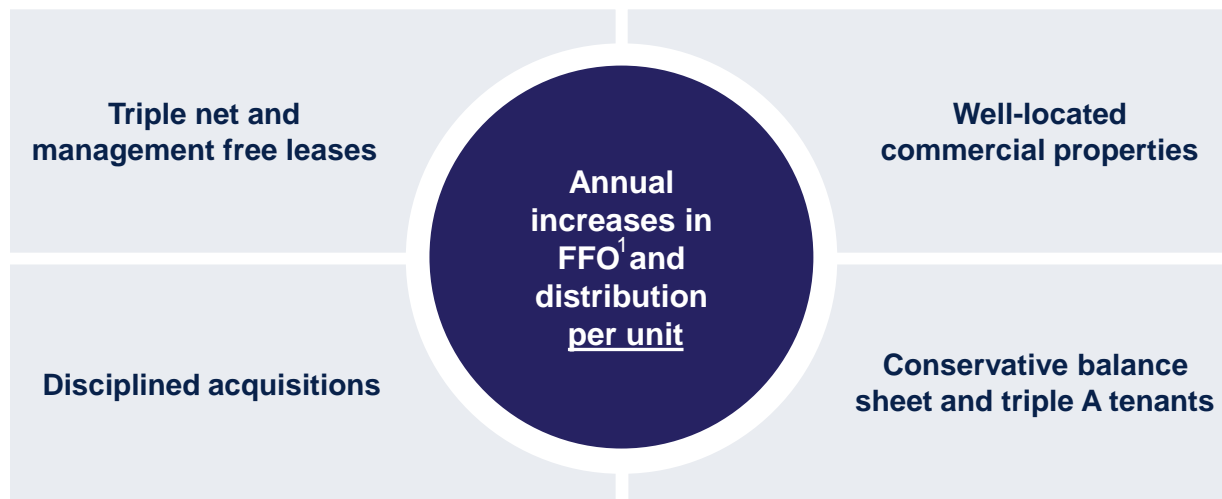 Triple net and
management free leases
Well-located
commercial properties
Annual
increases in
FFO¹ and
distribution
per unit
Disciplined acquisitions
Conservative balance
sheet and triple A tenants